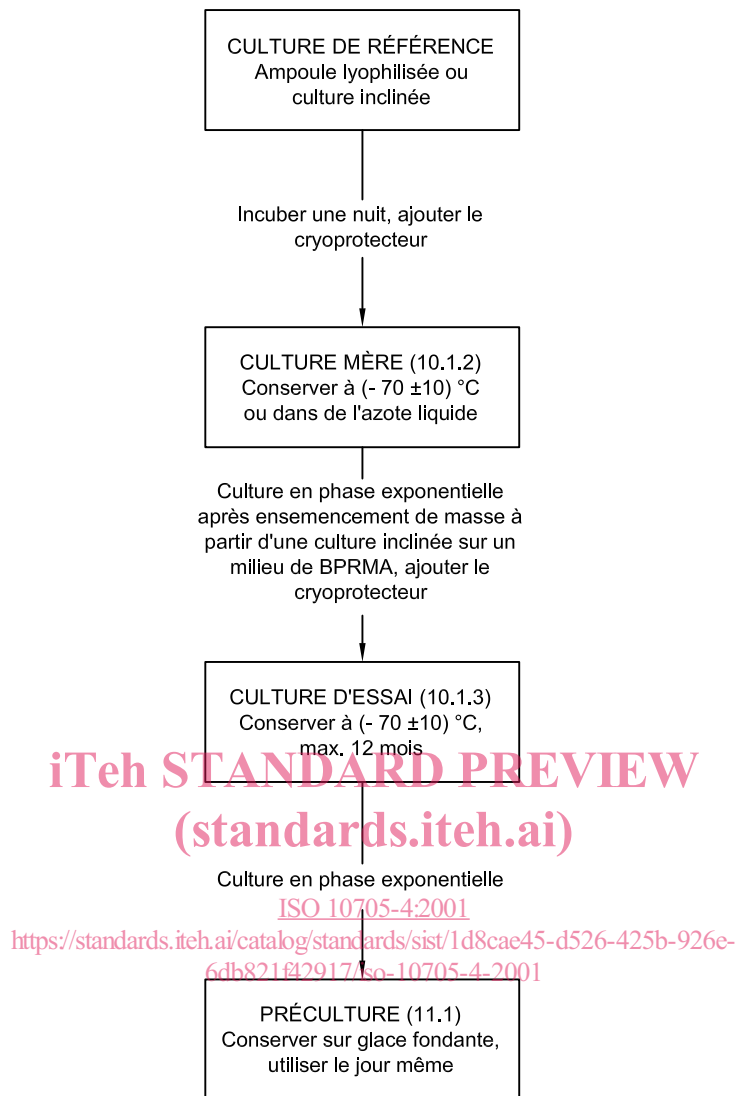 CULTURE DE RÉFÉRENCE
Ampoule lyophilisée ou
culture inclinée
Incuber une nuit, ajouter le
cryoprotecteur
CULTURE MÈRE (10.1.2)
Conserver à (- 70 ±10) °C
ou dans de l'azote liquide
Culture en phase exponentielle
après ensemencement de masse à
partir d'une culture inclinée sur un
milieu de BPRMA, ajouter le
cryoprotecteur
CULTURE D'ESSAI (10.1.3)
Conserver à (- 70 ±10) °C,
max. 12 mois
iTeh STANDARD PREVIEW
(standards.iteh.ai)
Culture en phase exponentielle
ISO 10705-4:2001
https://standards.iteh.ai/catalog/standards/sist/1d8cae45-d526-425b-926e-
6db821f42917/iso-10705-4-2001
PRÉCULTURE (11.1)
Conserver sur glace fondante,
utiliser le jour même